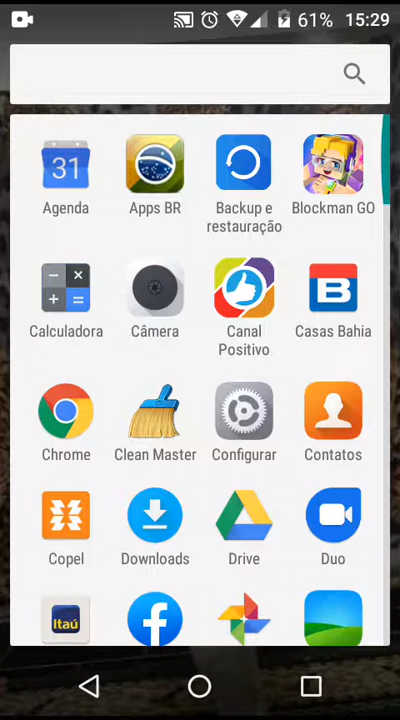 61% 15:29
31
Agenda
Apps BR
Backup e
restauração
Blockman GO
Calculadora
Câmera
Canal
Positivo
B
Casas Bahia
Chrome
Clean Master
Configurar
Contatos
Copel
Downloads
Drive
Duo
Itaú
f